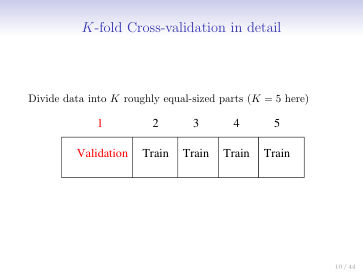 K-fold Cross-validation in detail
Divide data into K roughly equal-sized parts (K = 5 here)
1 2 3 4 5
Validation Train Train Train Train
10 / 44